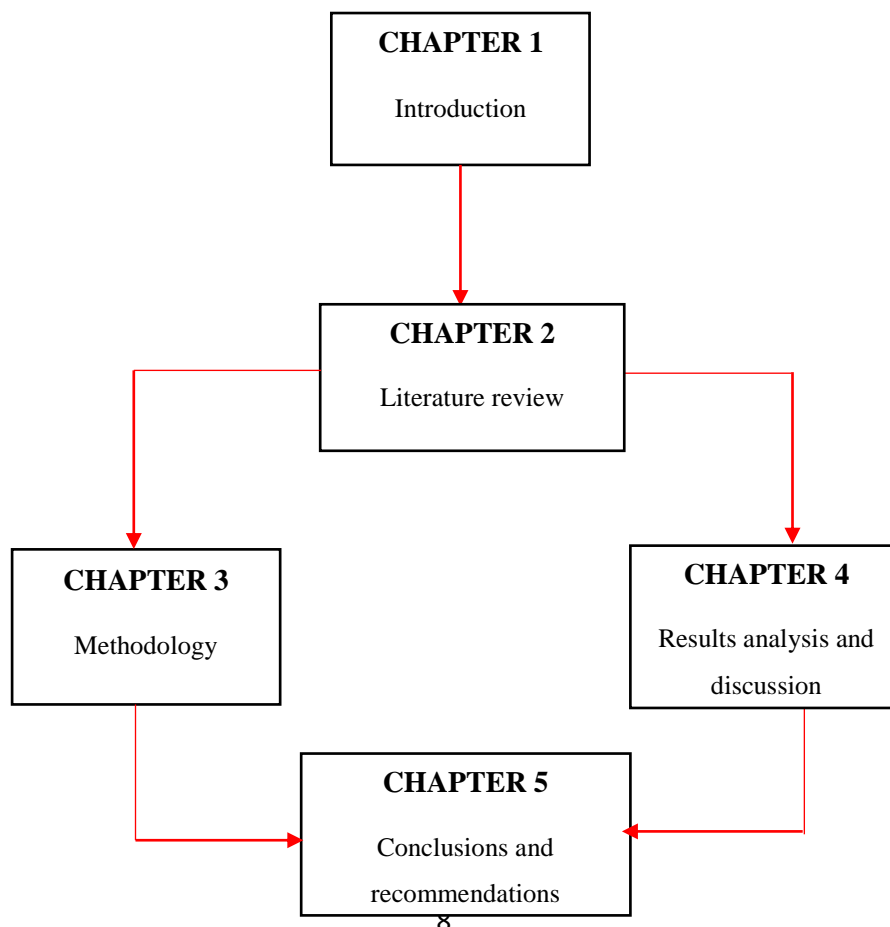 CHAPTER 1
Introduction
CHAPTER 2
Literature review
CHAPTER 3
Methodology
CHAPTER 4
Results analysis and
discussion
CHAPTER 5
Conclusions and
recommendations
8